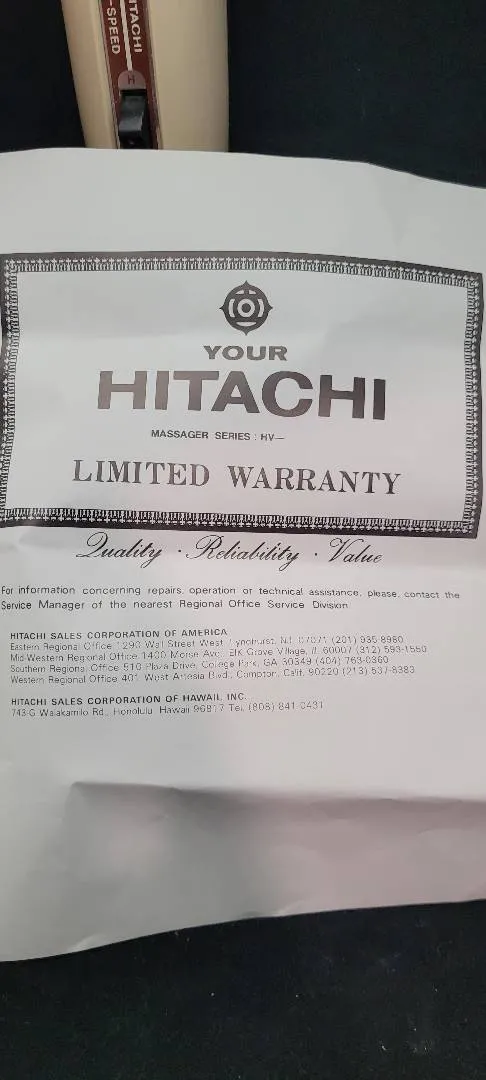 HITACHI
-SPEED
H
YOUR
HITACHI
MASSAGER SERIES : HV—
LIMITED WARRANTY
Quality · Reliability · Value
For information concerning repairs, operation or technical assistance, please, contact the
Service Manager of the nearest Regional Office Service Division.
HITACHI SALES CORPORATION OF AMERICA
Eastern Regional Office 1290 Wall Street West, Lyndhurst, N.J. 07071 (201) 935-8980
Mid-Western Regional Office 1400 Morse Ave., Elk Grove Village, Il. 60007 (312) 593-1550
Southern Regional Office 510 Plaza Drive, College Park, GA 30349 (404) 763-0360
Western Regional Office 401 West Artesia Blvd., Compton, Calif. 90220 (213) 537-8383
HITACHI SALES CORPORATION OF HAWAII, INC.
743-G Waiakamilo Rd., Honolulu, Hawaii 96817 Tel. (808) 841-0431